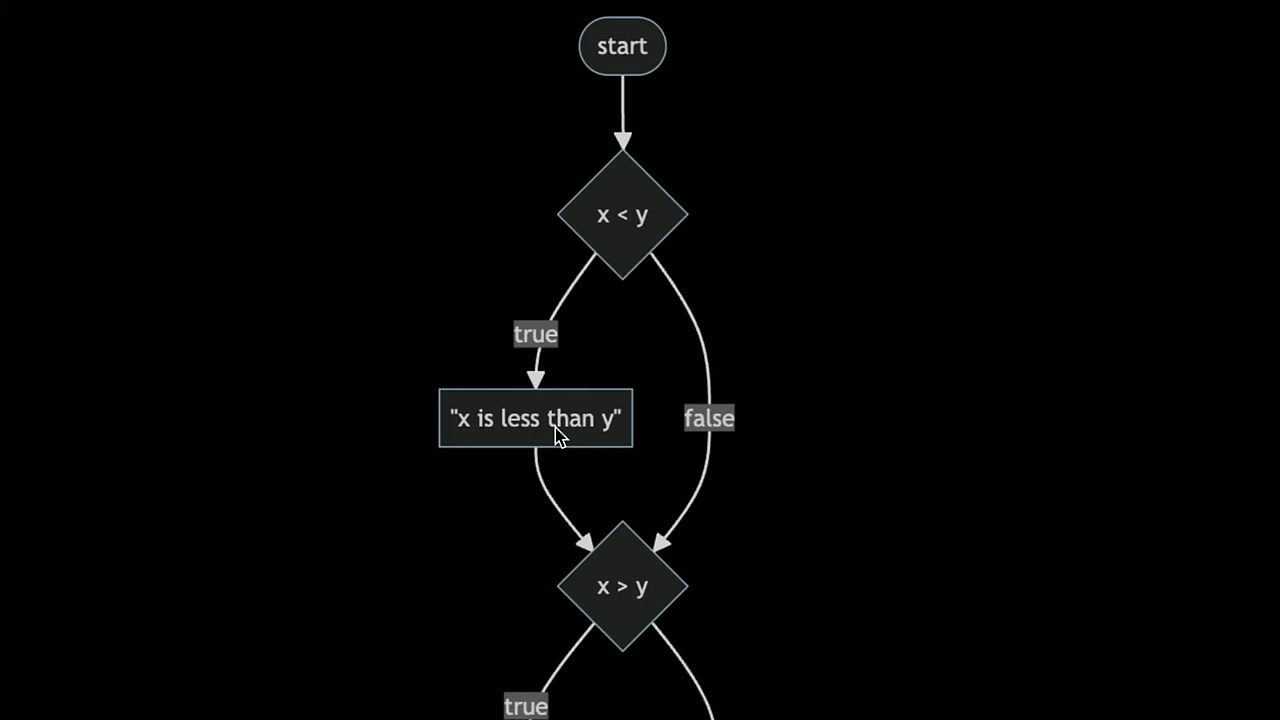 start
x < y
true
"x is less than y"
false
x > y
true